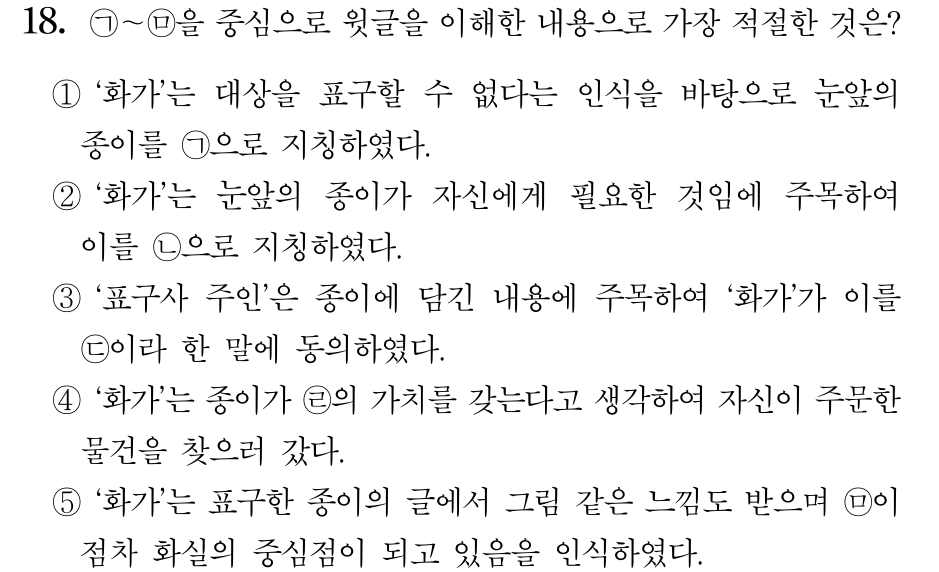 18. ㉠~㉤을 중심으로 윗글을 이해한 내용으로 가장 적절한 것은?
① ‘화가’는 대상을 표구할 수 없다는 인식을 바탕으로 눈앞의
종이를 ㉠으로 지칭하였다.
② ‘화가’는 눈앞의 종이가 자신에게 필요한 것임에 주목하여
이를 ㉡으로 지칭하였다.
③ ‘표구사 주인’은 종이에 담긴 내용에 주목하여 ‘화가’가 이를
㉢이라 한 말에 동의하였다.
④ ‘화가’는 종이가 ㉣의 가치를 갖는다고 생각하여 자신이 주문한
물건을 찾으러 갔다.
⑤ ‘화가’는 표구한 종이의 글에서 그림 같은 느낌도 받으며 ㉤이
점차 화실의 중심점이 되고 있음을 인식하였다.